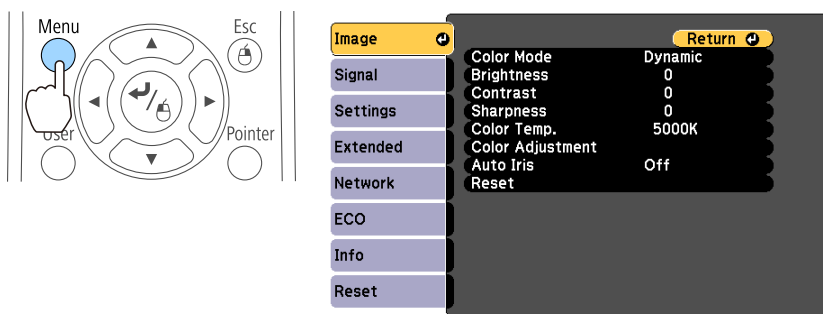 Menu
Esc
User
Pointer
Image
Signal
Settings
Extended
Network
ECO
Info
Reset
Return
Color Mode Dynamic
Brightness 0
Contrast 0
Sharpness 0
Color Temp. 5000K
Color Adjustment
Auto Iris Off
Reset